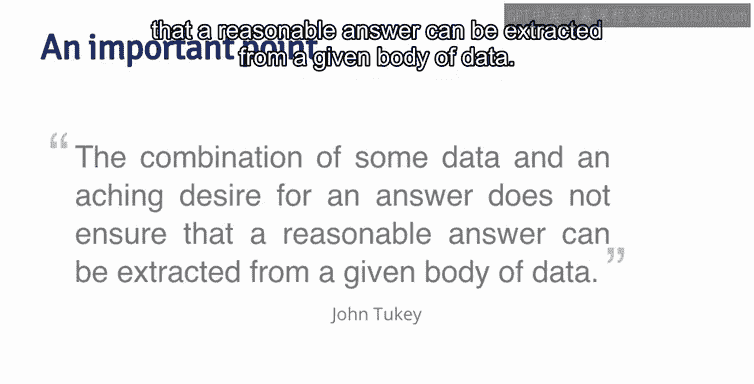 that a reasonable answer can be extracted
An important point
from a given body of data.
“
The combination of some data and an
aching desire for an answer does not
ensure that a reasonable answer can
be extracted from a given body of data.
”
John Tukey